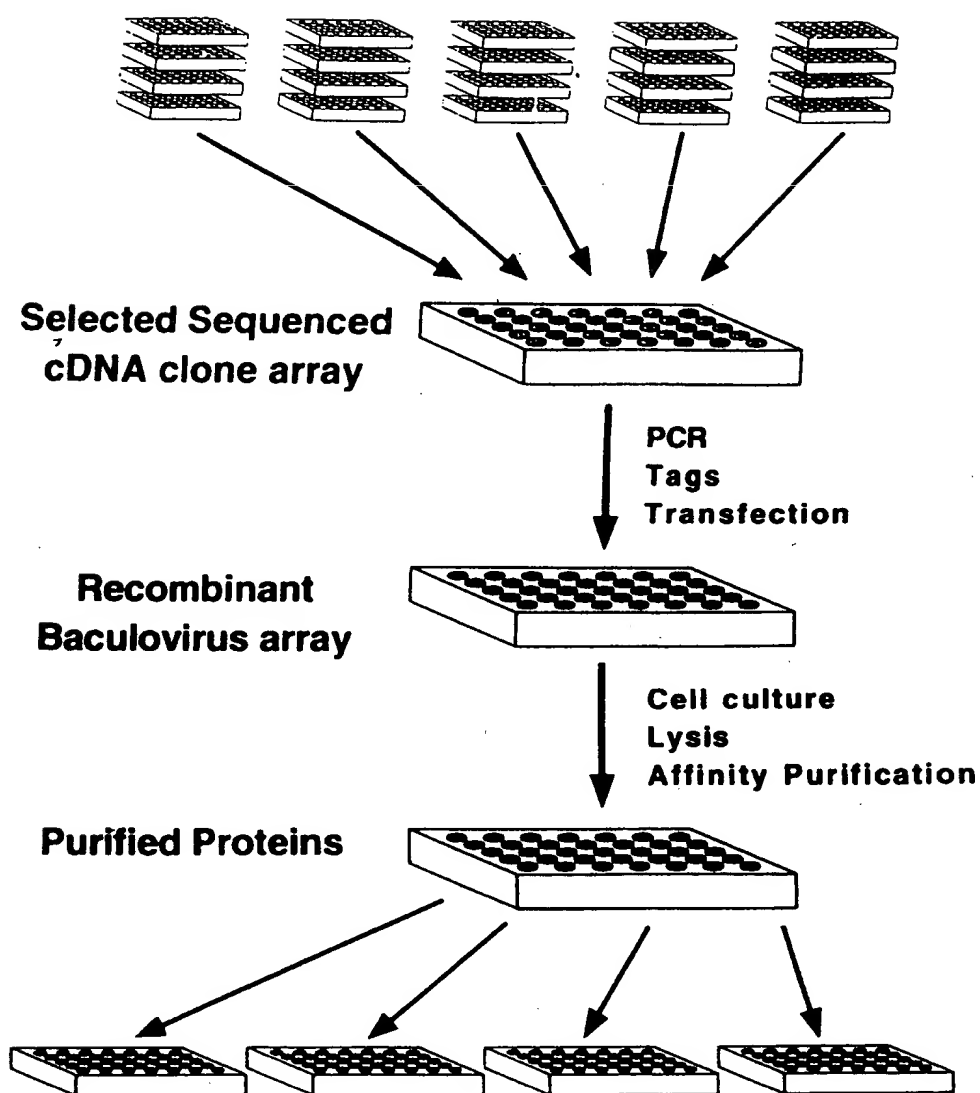 Selected Sequenced
cDNA clone array
PCR
Tags
Transfection
Recombinant
Baculovirus array
Cell culture
Lysis
Affinity Purification
Purified Proteins